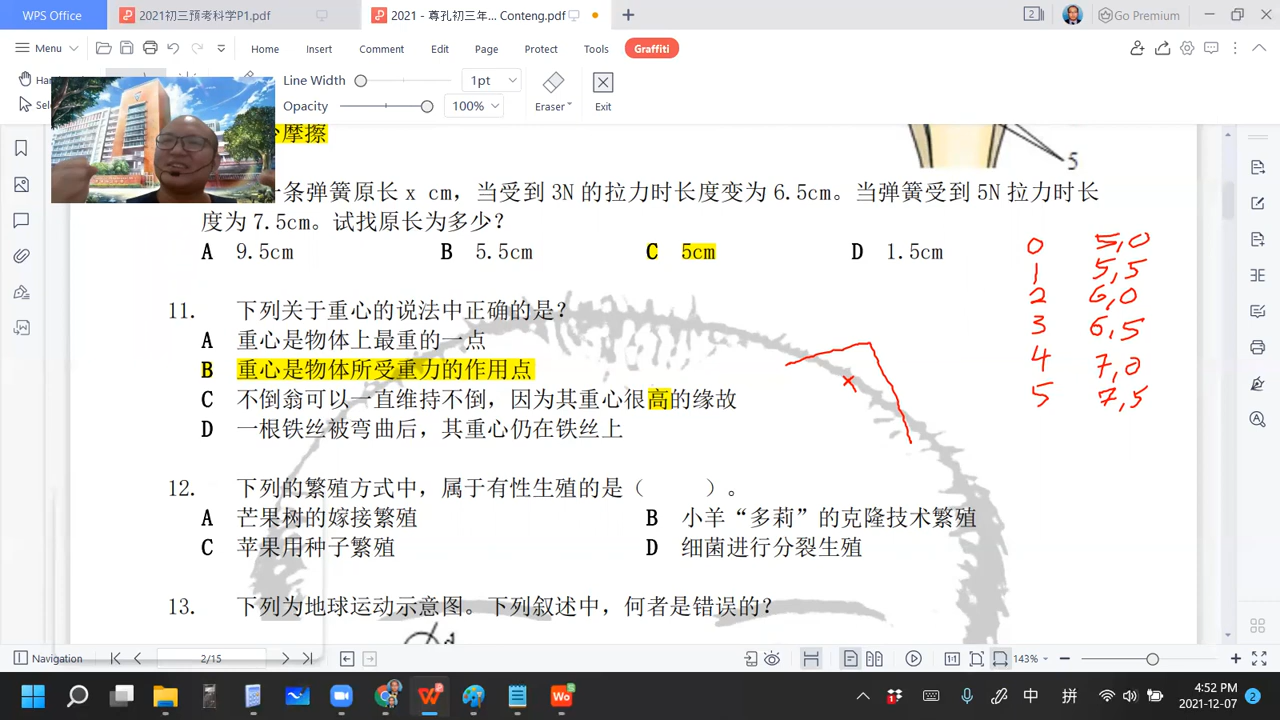 WPS Office
2021初三预考科学P1.pdf
2021 - 尊孔初三年... Conteng.pdf
2
Go Premium
Menu
Home
Insert
Comment
Edit
Page
Protect
Tools
Graffiti
Line Width
1pt
Opacity
100%
Eraser
Exit
摩擦
5
条弹簧原长 x cm，当受到 3N 的拉力时长度变为 6.5cm。当弹簧受到 5N 拉力时长
度为 7.5cm。试找原长为多少？
A 9.5cm B 5.5cm C 5cm D 1.5cm
0 5,0
1 5,5
2 6,0
3 6,5
4 7,0
5 7,5
11. 下列关于重心的说法中正确的是？
A 重心是物体上最重的一点
B 重心是物体所受重力的作用点
C 不倒翁可以一直维持不倒，因为其重心很高的缘故
D 一根铁丝被弯曲后，其重心仍在铁丝上
12. 下列的繁殖方式中，属于有性生殖的是（ ）。
A 芒果树的嫁接繁殖 B 小羊“多莉”的克隆技术繁殖
C 苹果用种子繁殖 D 细菌进行分裂生殖
13. 下列为地球运动示意图。下列叙述中，何者是错误的？
Navigation
2/15
143%
中
拼
4:52 PM
2021-12-07
2